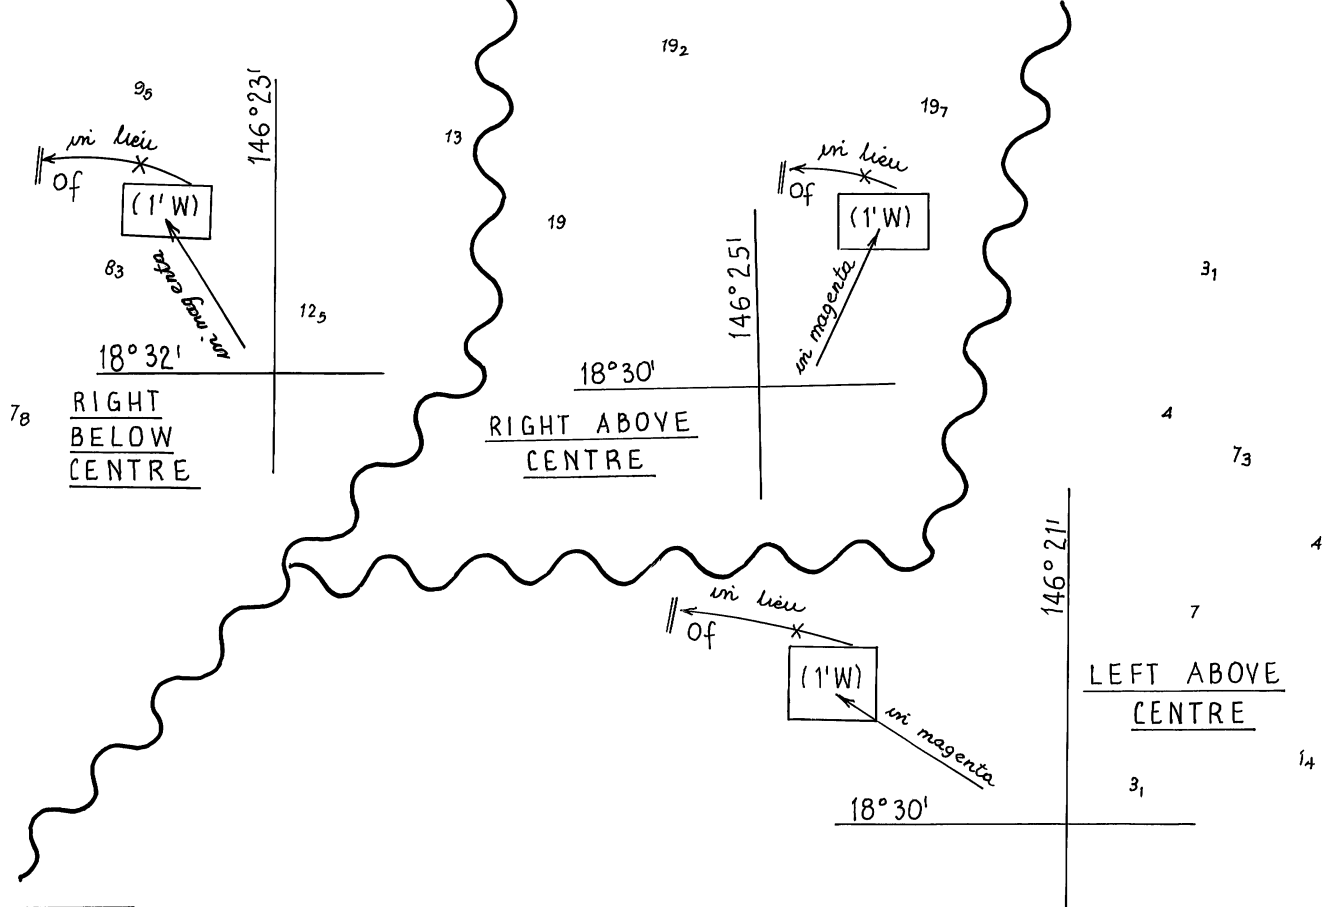 9₅
146°23'
in lieu
Of
(1'W)
in magenta
8₃
12₅
18°32'
7₈
RIGHT
BELOW
CENTRE
13
19₂
19₇
in lieu
Of
(1'W)
19
146°25'
in magenta
18°30'
RIGHT ABOVE
CENTRE
3₁
4
7₃
4
146°21'
in lieu
Of
(1'W)
in magenta
7
LEFT ABOVE
CENTRE
1₄
3₁
18°30'